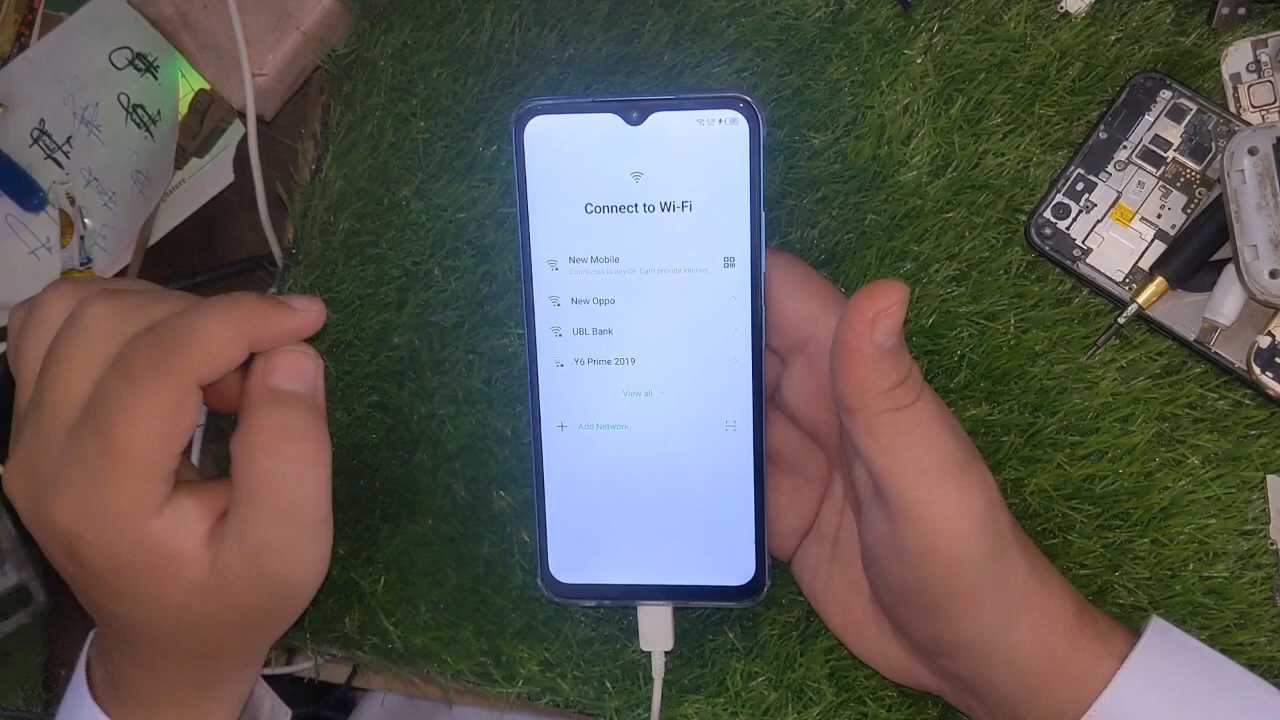 Connect to Wi-Fi
New Mobile
Connected to device. Can't provide Internet.
New Oppo
UBL Bank
Y6 Prime 2019
View all
Add Network